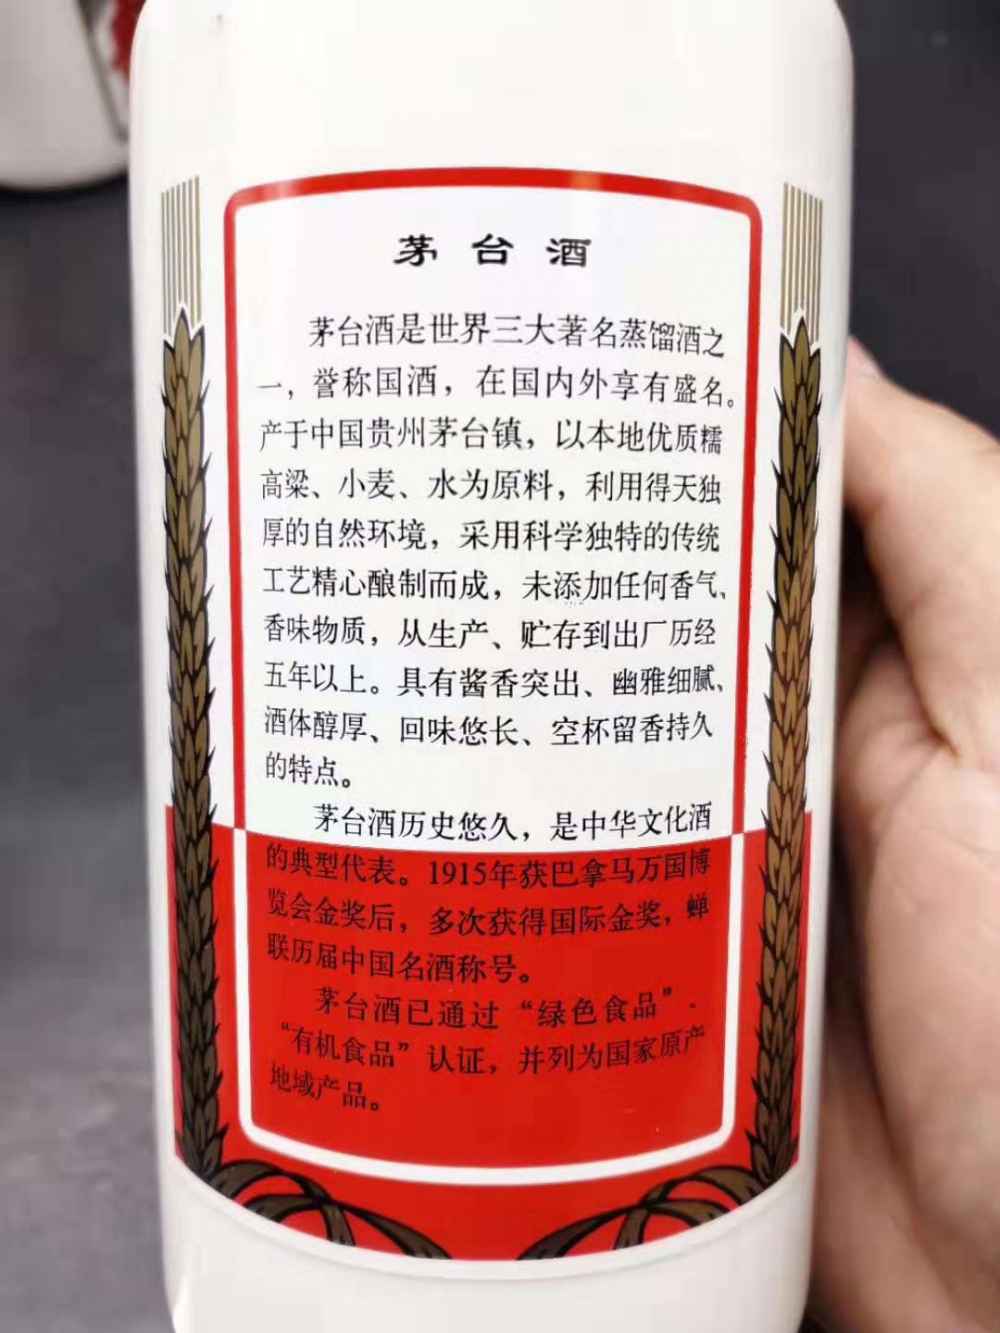 茅台酒
茅台酒是世界三大著名蒸馏酒之
一，誉称国酒，在国内外享有盛名。
产于中国贵州茅台镇，以本地优质糯
高粱、小麦、水为原料，利用得天独
厚的自然环境，采用科学独特的传统
工艺精心酿制而成，未添加任何香气、
香味物质，从生产、贮存到出厂历经
五年以上。具有酱香突出、幽雅细腻、
酒体醇厚、回味悠长、空杯留香持久
的特点。
茅台酒历史悠久，是中华文化酒
的典型代表。1915年获巴拿马万国博
览会金奖后，多次获得国际金奖，蝉
联历届中国名酒称号。
茅台酒已通过“绿色食品”、
“有机食品”认证，并列为国家原产
地域产品。